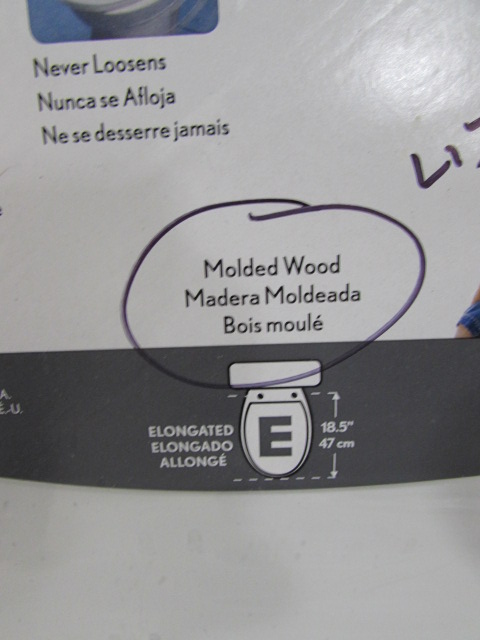 Never Loosens
Nunca se Afloja
Ne se desserre jamais
Molded Wood
Madera Moldeada
Bois moulé
ELONGATED
ELONGADO
ALLONGÉ
E
18.5"
47 cm